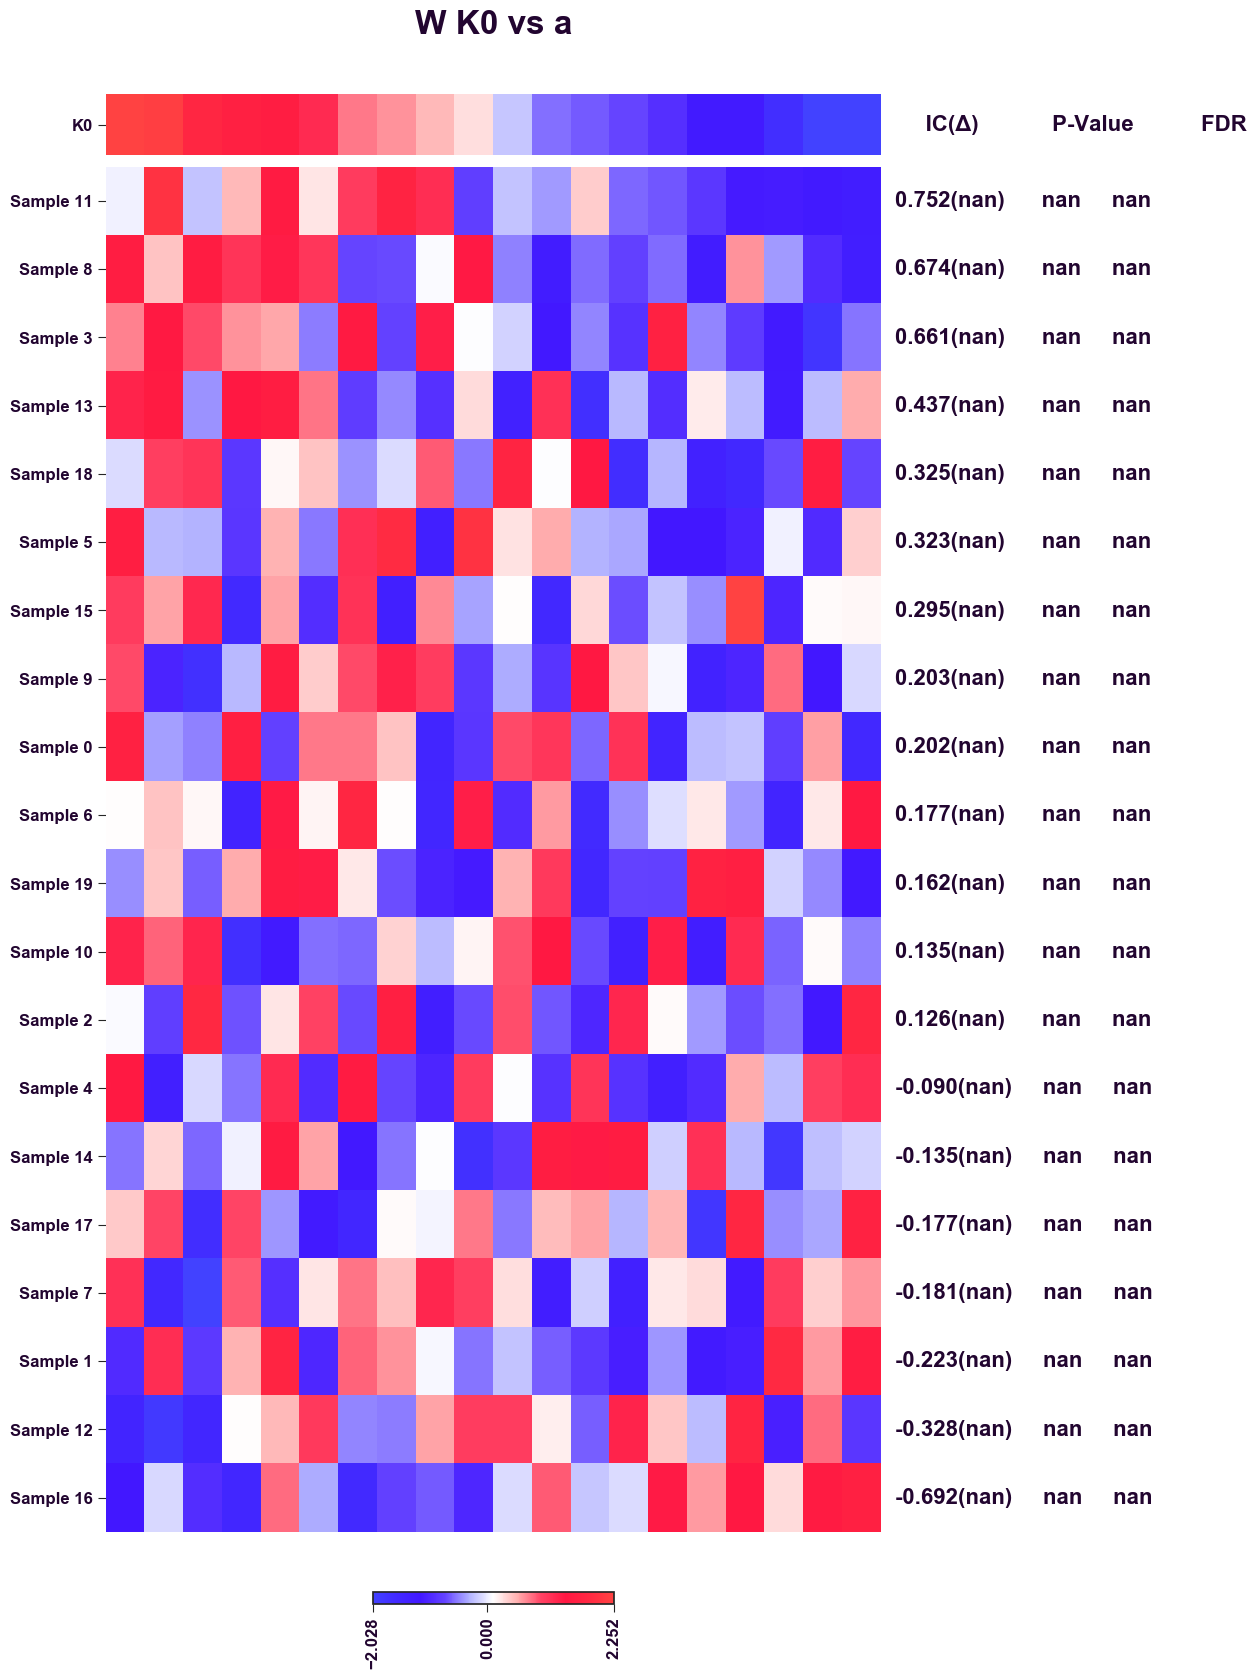 W K0 vs a
K0 IC(Δ) P-Value FDR
Sample 11 0.752(nan) nan nan
Sample 8 0.674(nan) nan nan
Sample 3 0.661(nan) nan nan
Sample 13 0.437(nan) nan nan
Sample 18 0.325(nan) nan nan
Sample 5 0.323(nan) nan nan
Sample 15 0.295(nan) nan nan
Sample 9 0.203(nan) nan nan
Sample 0 0.202(nan) nan nan
Sample 6 0.177(nan) nan nan
Sample 19 0.162(nan) nan nan
Sample 10 0.135(nan) nan nan
Sample 2 0.126(nan) nan nan
Sample 4 -0.090(nan) nan nan
Sample 14 -0.135(nan) nan nan
Sample 17 -0.177(nan) nan nan
Sample 7 -0.181(nan) nan nan
Sample 1 -0.223(nan) nan nan
Sample 12 -0.328(nan) nan nan
Sample 16 -0.692(nan) nan nan
−2.028
0.000
2.252